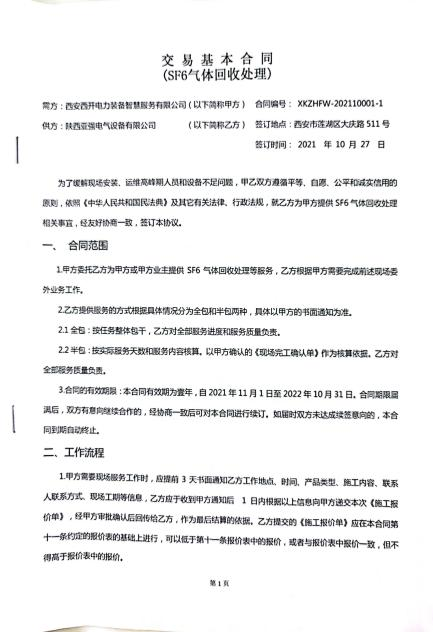 交 易 基 本 合 同
(SF6气体回收处理)
需方：西安西开电力装备智慧服务有限公司（以下简称甲方） 合同编号： XKZHFW-202110001-1
供方：陕西亚强电气设备有限公司 （以下简称乙方） 签订地点：西安市莲湖区大庆路 511 号
签订时间： 2021 年 10 月 27 日
为了缓解现场安装、运维高峰期人员和设备不足问题，甲乙双方遵循平等、自愿、公平和诚实信用的
原则，依照《中华人民共和国民法典》及其它有关法律、行政法规，就乙方为甲方提供 SF6 气体回收处理
相关事宜，经友好协商一致，签订本协议。
一、 合同范围
1.甲方委托乙方为甲方或甲方业主提供 SF6 气体回收处理等服务，乙方根据甲方需要完成前述现场委
外业务工作。
2.乙方提供服务的方式根据具体情况分为全包和半包两种，具体以甲方的书面通知为准。
2.1 全包：按任务整体包干，乙方对全部服务进度和服务质量负责。
2.2 半包：按实际服务天数和服务内容核算。以甲方确认的《现场完工确认单》作为核算依据。乙方对
全部服务质量负责。
3.合同的有效期限：本合同有效期为壹年，自 2021 年 11 月 1 日至 2022 年 10 月 31 日。合同期限届
满后，双方有意向继续合作的，经协商一致后可对本合同进行续订。如届时双方未达成续签意向的，本合
同到期自动终止。
二、工作流程
1.甲方需要现场服务工作时，应提前 3 天书面通知乙方工作地点、时间、产品类型、施工内容、联系
人联系方式、现场工期等信息，乙方应于收到甲方通知后 1 日内根据以上信息向甲方递交本次《施工报
价单》，经甲方审批确认后回传给乙方，作为最后结算的依据。乙方提交的《施工报价单》应在本合同第
十一条约定的报价表的基础上进行，可以低于第十一条报价表中的报价，或者与报价表中报价一致，但不
得高于报价表中的报价。
第 1 页